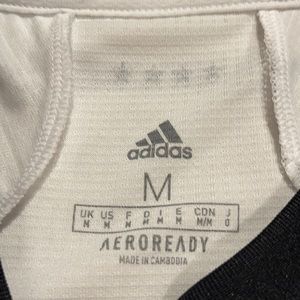 adidas
M
UK US F D I E CDN J
M M M M M M M/M O
AEROREADY
MADE IN CAMBODIA